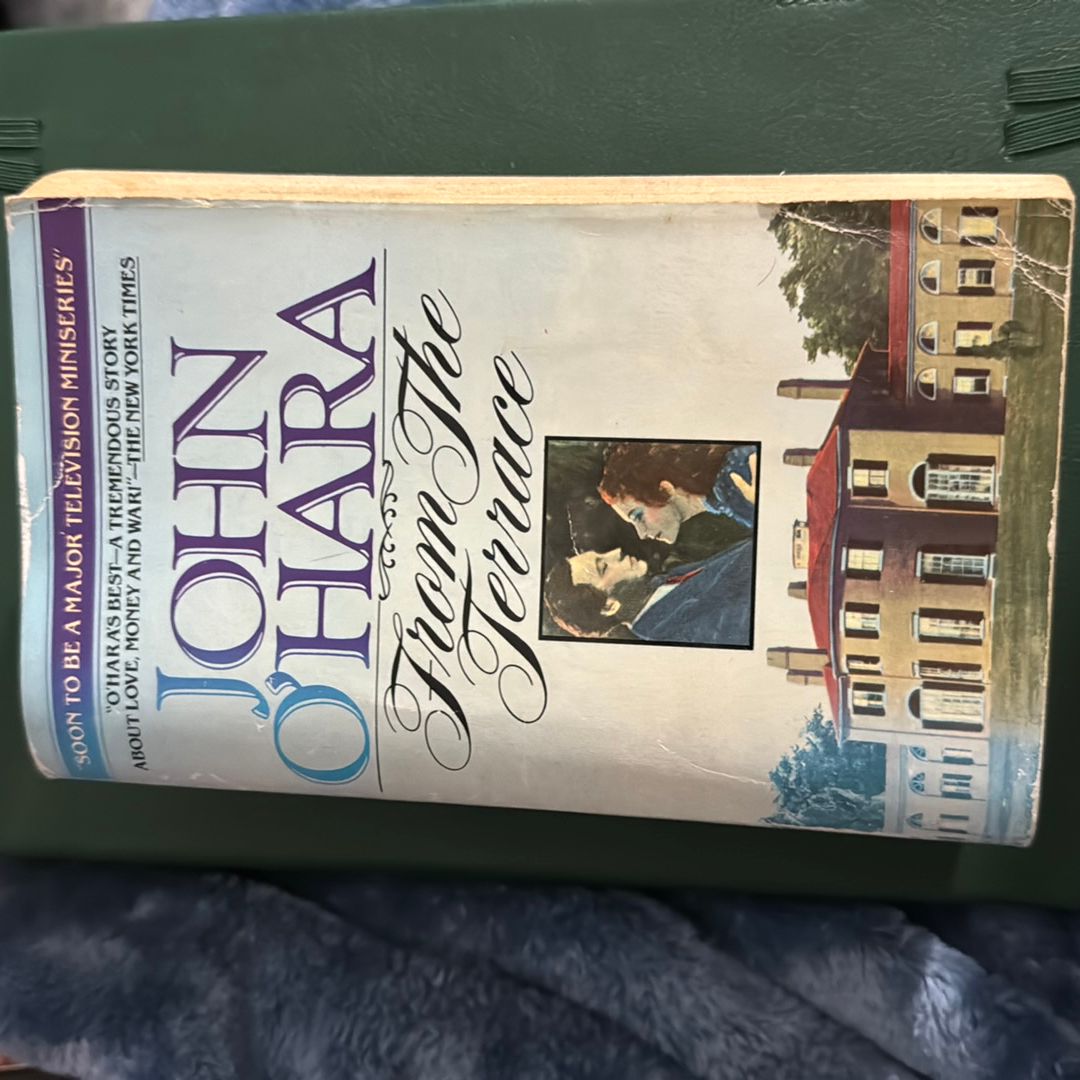 "SOON TO BE A MAJOR TELEVISION MINISERIES"
"O'HARA'S BEST—A TREMENDOUS STORY
ABOUT LOVE, MONEY AND WAR!"—THE NEW YORK TIMES
JOHN
O'HARA
From The
Terrace